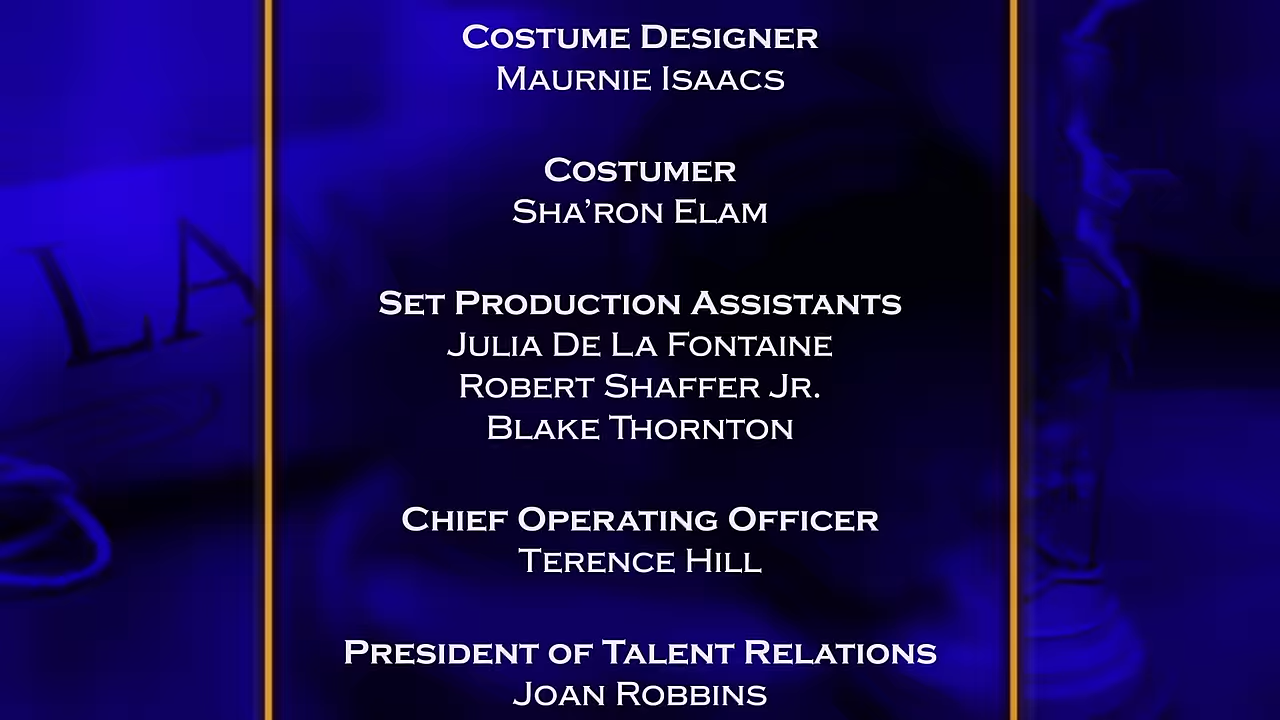 Costume Designer
Maurnie Isaacs
Costumer
Sha’ron Elam
Set Production Assistants
Julia De La Fontaine
Robert Shaffer Jr.
Blake Thornton
Chief Operating Officer
Terence Hill
President of Talent Relations
Joan Robbins
LA